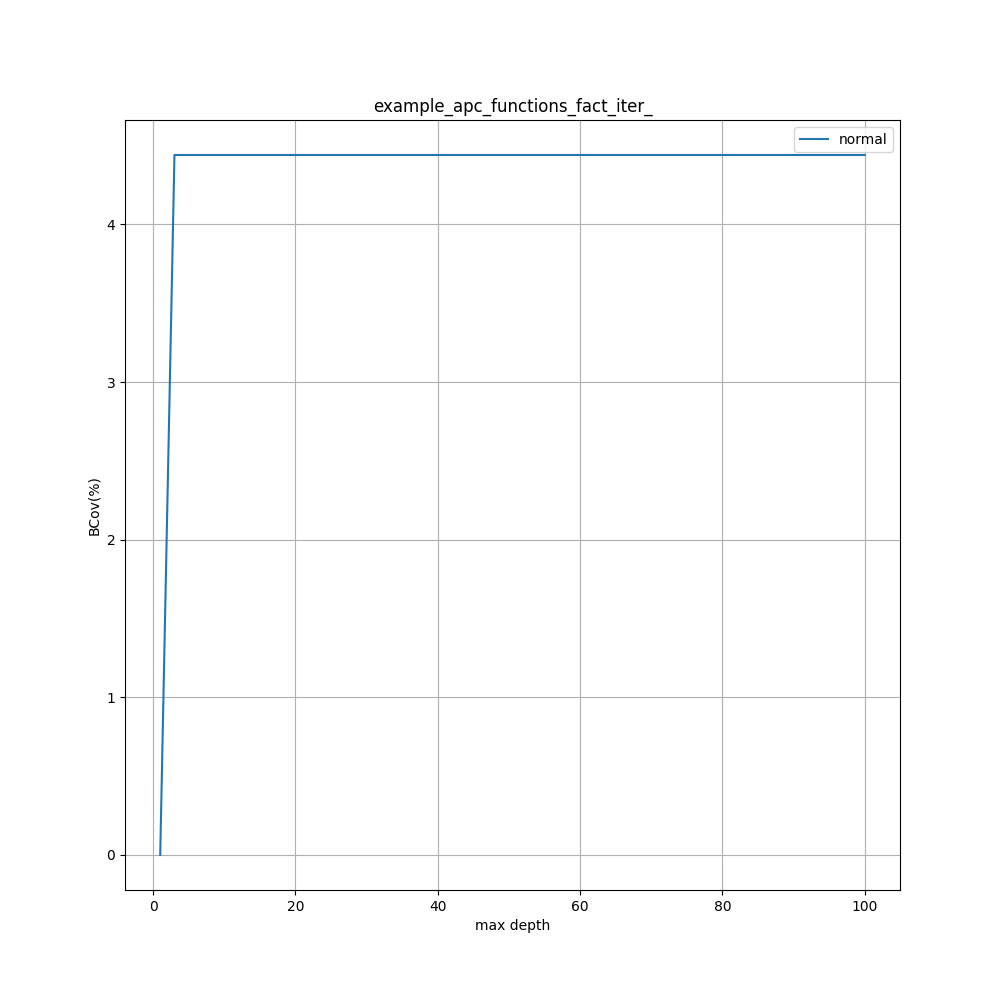 example_apc_functions_fact_iter_
normal
4
3
2
1
0
BCov(%)
0 20 40 60 80 100
max depth